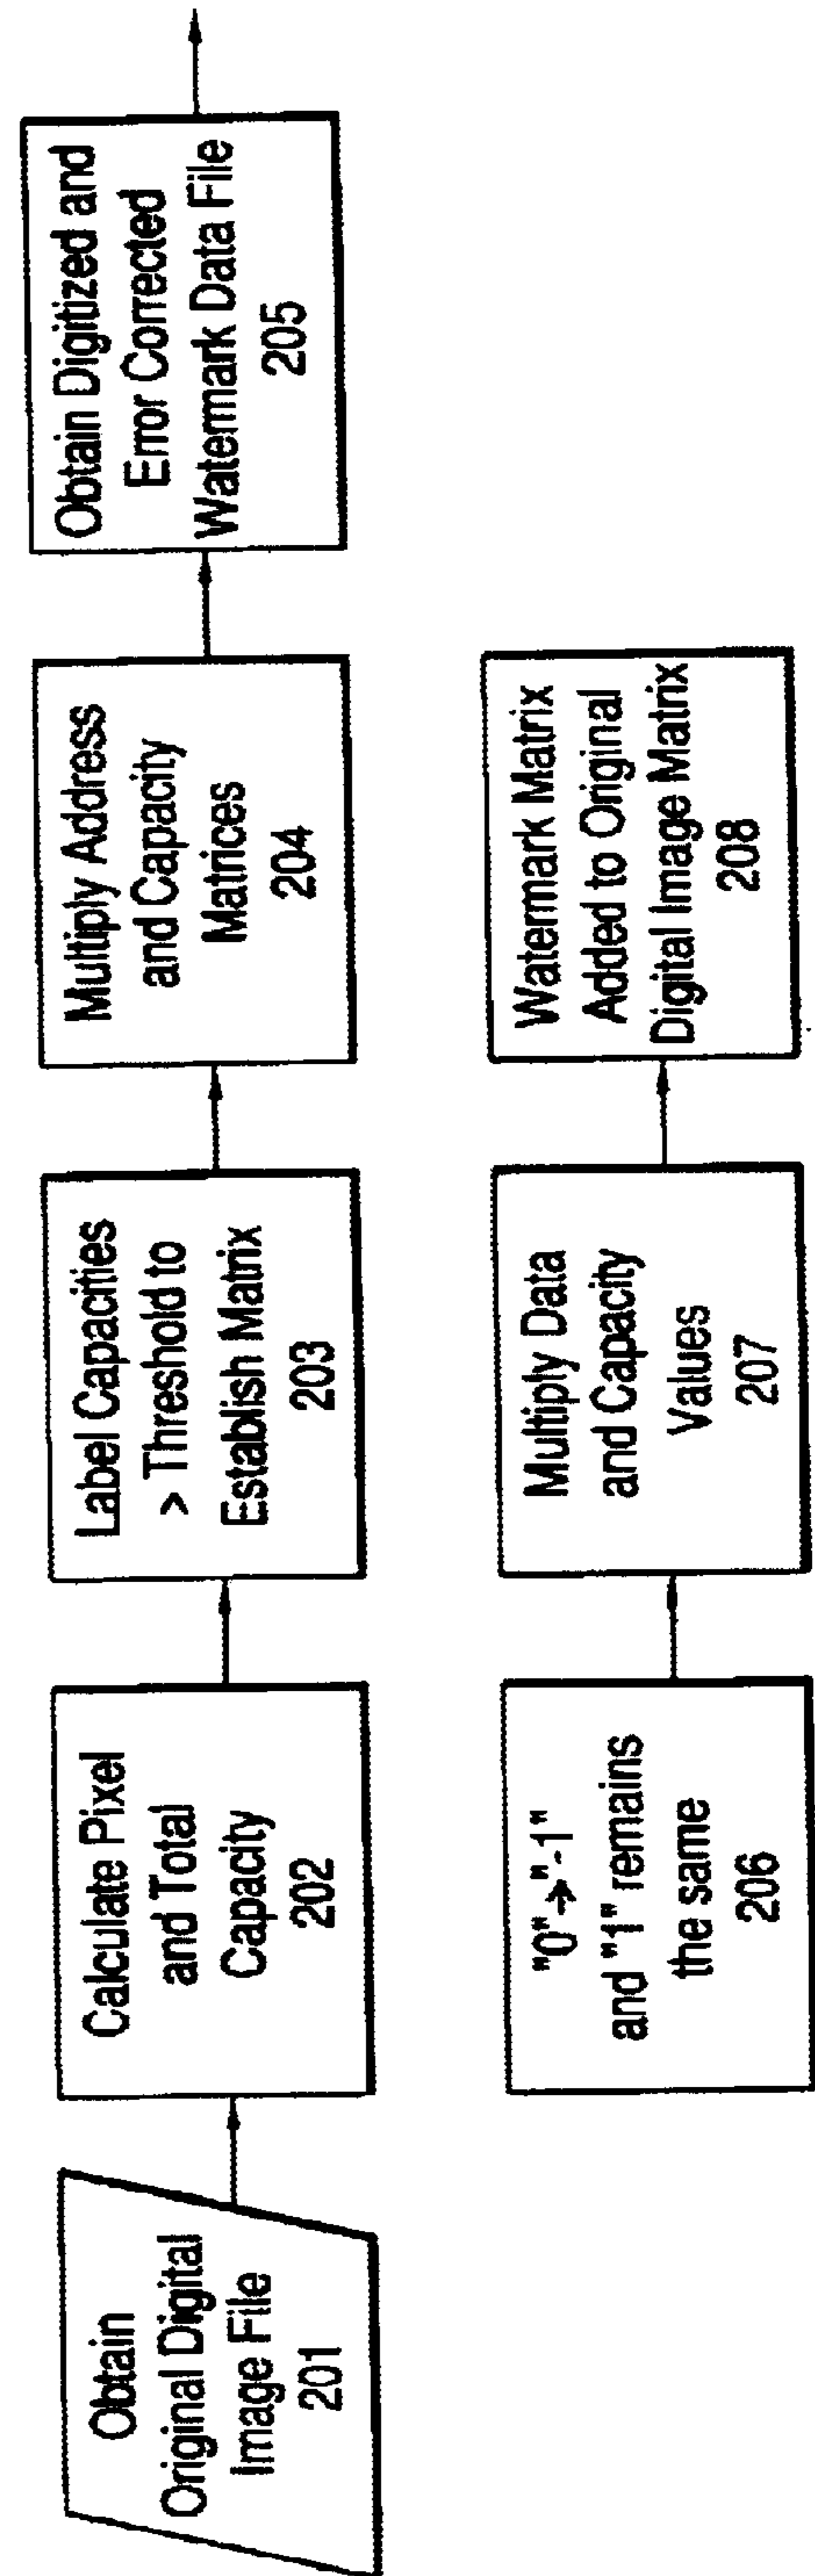 Obtain
Original Digital
Image File
201
Calculate Pixel
and Total
Capacity
202
Label Capacities
> Threshold to
Establish Matrix
203
Multiply Address
and Capacity
Matrices
204
Obtain Digitized and
Error Corrected
Watermark Data File
205
"0"→"-1"
and "1" remains
the same
206
Multiply Data
and Capacity
Values
207
Watermark Matrix
Added to Original
Digital Image Matrix
208